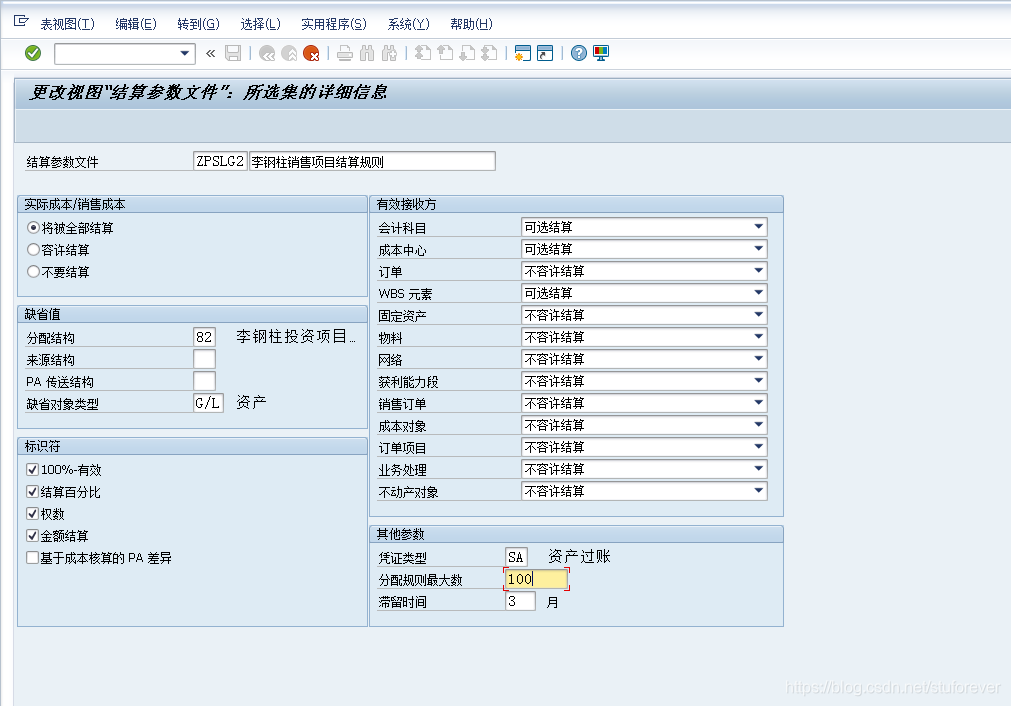 表视图(T) 编辑(E) 转到(G) 选择(L) 实用程序(S) 系统(Y) 帮助(H)
更改视图“结算参数文件”：所选集的详细信息
结算参数文件 ZPSLG2 李钢柱销售项目结算规则
实际成本/销售成本
将被全部结算
容许结算
不要结算
缺省值
分配结构 82 李钢柱投资项目…
来源结构
PA 传送结构
缺省对象类型 G/L 资产
标识符
100%-有效
结算百分比
权数
金额结算
基于成本核算的 PA 差异
有效接收方
会计科目 可选结算
成本中心 可选结算
订单 不容许结算
WBS 元素 可选结算
固定资产 不容许结算
物料 不容许结算
网络 不容许结算
获利能力段 不容许结算
销售订单 不容许结算
成本对象 不容许结算
订单项目 不容许结算
业务处理 不容许结算
不动产对象 不容许结算
其他参数
凭证类型 SA 资产过账
分配规则最大数 100
滞留时间 3 月
https://blog.csdn.net/stuforever